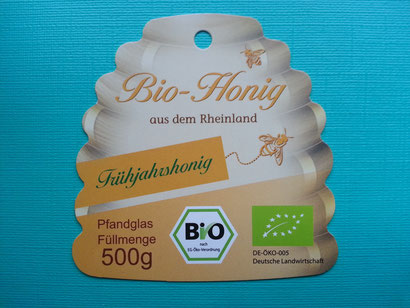 Bio-Honig
aus dem Rheinland
Frühjahrshonig
Pfandglas
Füllmenge
500g
BiO
nach
EG-Öko-Verordnung
DE-ÖKO-005
Deutsche Landwirtschaft